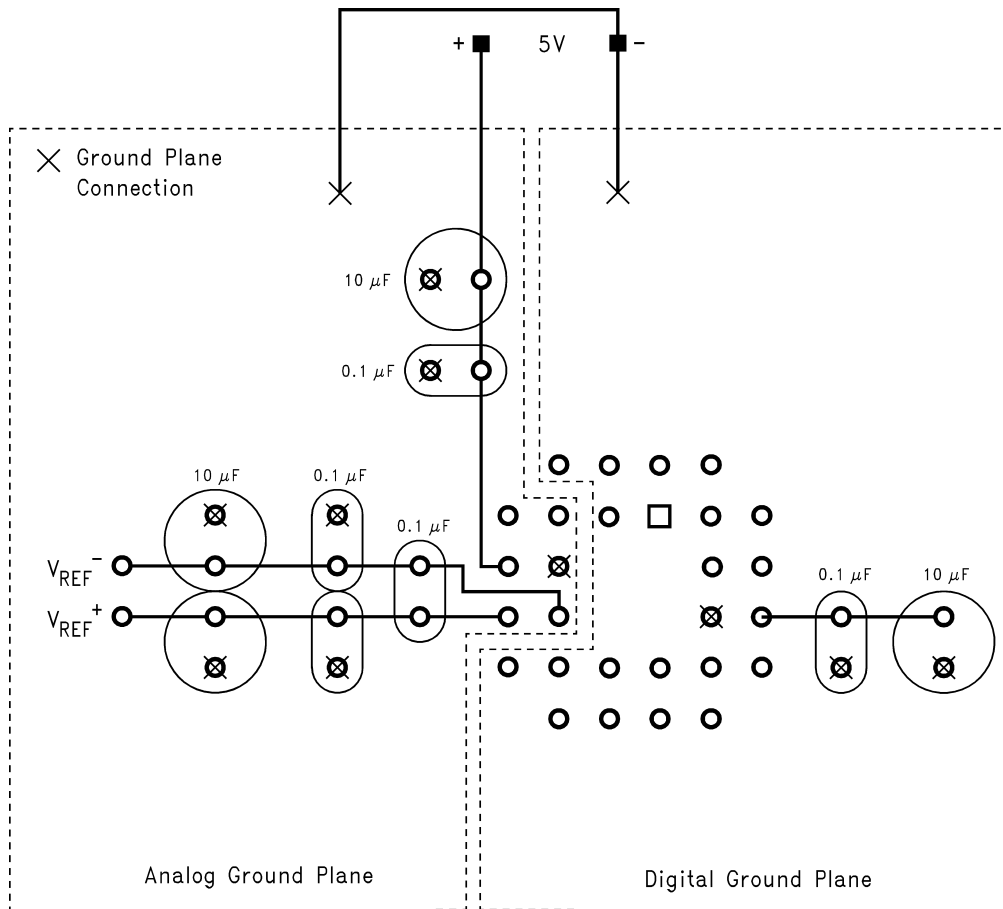 + 5V −
Ground Plane
Connection
10 μF
0.1 μF
10 μF
0.1 μF
0.1 μF
VREF−
VREF+
0.1 μF
10 μF
Analog Ground Plane
Digital Ground Plane